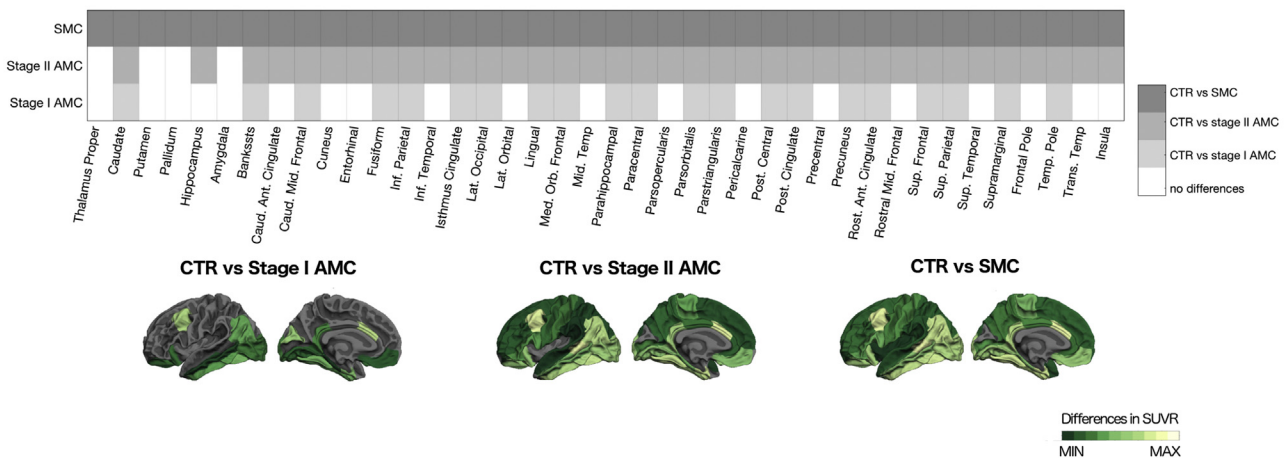 SMC
Stage II AMC
Stage I AMC
Thalamus Proper
Caudate
Putamen
Pallidum
Hippocampus
Amygdala
Bankssts
Caud. Ant. Cingulate
Caud. Mid. Frontal
Cuneus
Entorhinal
Fusiform
Inf. Parietal
Inf. Temporal
Isthmus Cingulate
Lat. Occipital
Lat. Orbital
Lingual
Med. Orb. Frontal
Mid. Temp
Parahippocampal
Paracentral
Parsopercularis
Parsorbitalis
Parstriangularis
Pericalcarine
Post. Central
Post. Cingulate
Precentral
Precuneus
Rost. Ant. Cingulate
Rostral Mid. Frontal
Sup. Frontal
Sup. Parietal
Sup. Temporal
Supramarginal
Frontal Pole
Temp. Pole
Trans. Temp
Insula
CTR vs SMC
CTR vs stage II AMC
CTR vs stage I AMC
no differences
CTR vs Stage I AMC
CTR vs Stage II AMC
CTR vs SMC
Differences in SUVR
MIN MAX